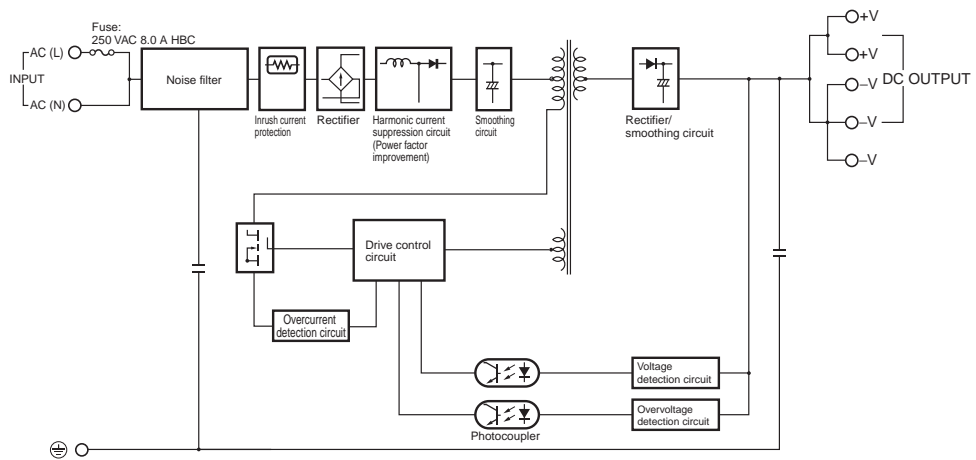 Fuse:
250 VAC 8.0 A HBC
AC (L)
INPUT
AC (N)
Noise filter
Inrush current
protection
Rectifier
Harmonic current
suppression circuit
(Power factor
improvement)
Smoothing
circuit
Rectifier/
smoothing circuit
+V
+V
DC OUTPUT
–V
–V
–V
Drive control
circuit
Overcurrent
detection circuit
Voltage
detection circuit
Overvoltage
detection circuit
Photocoupler